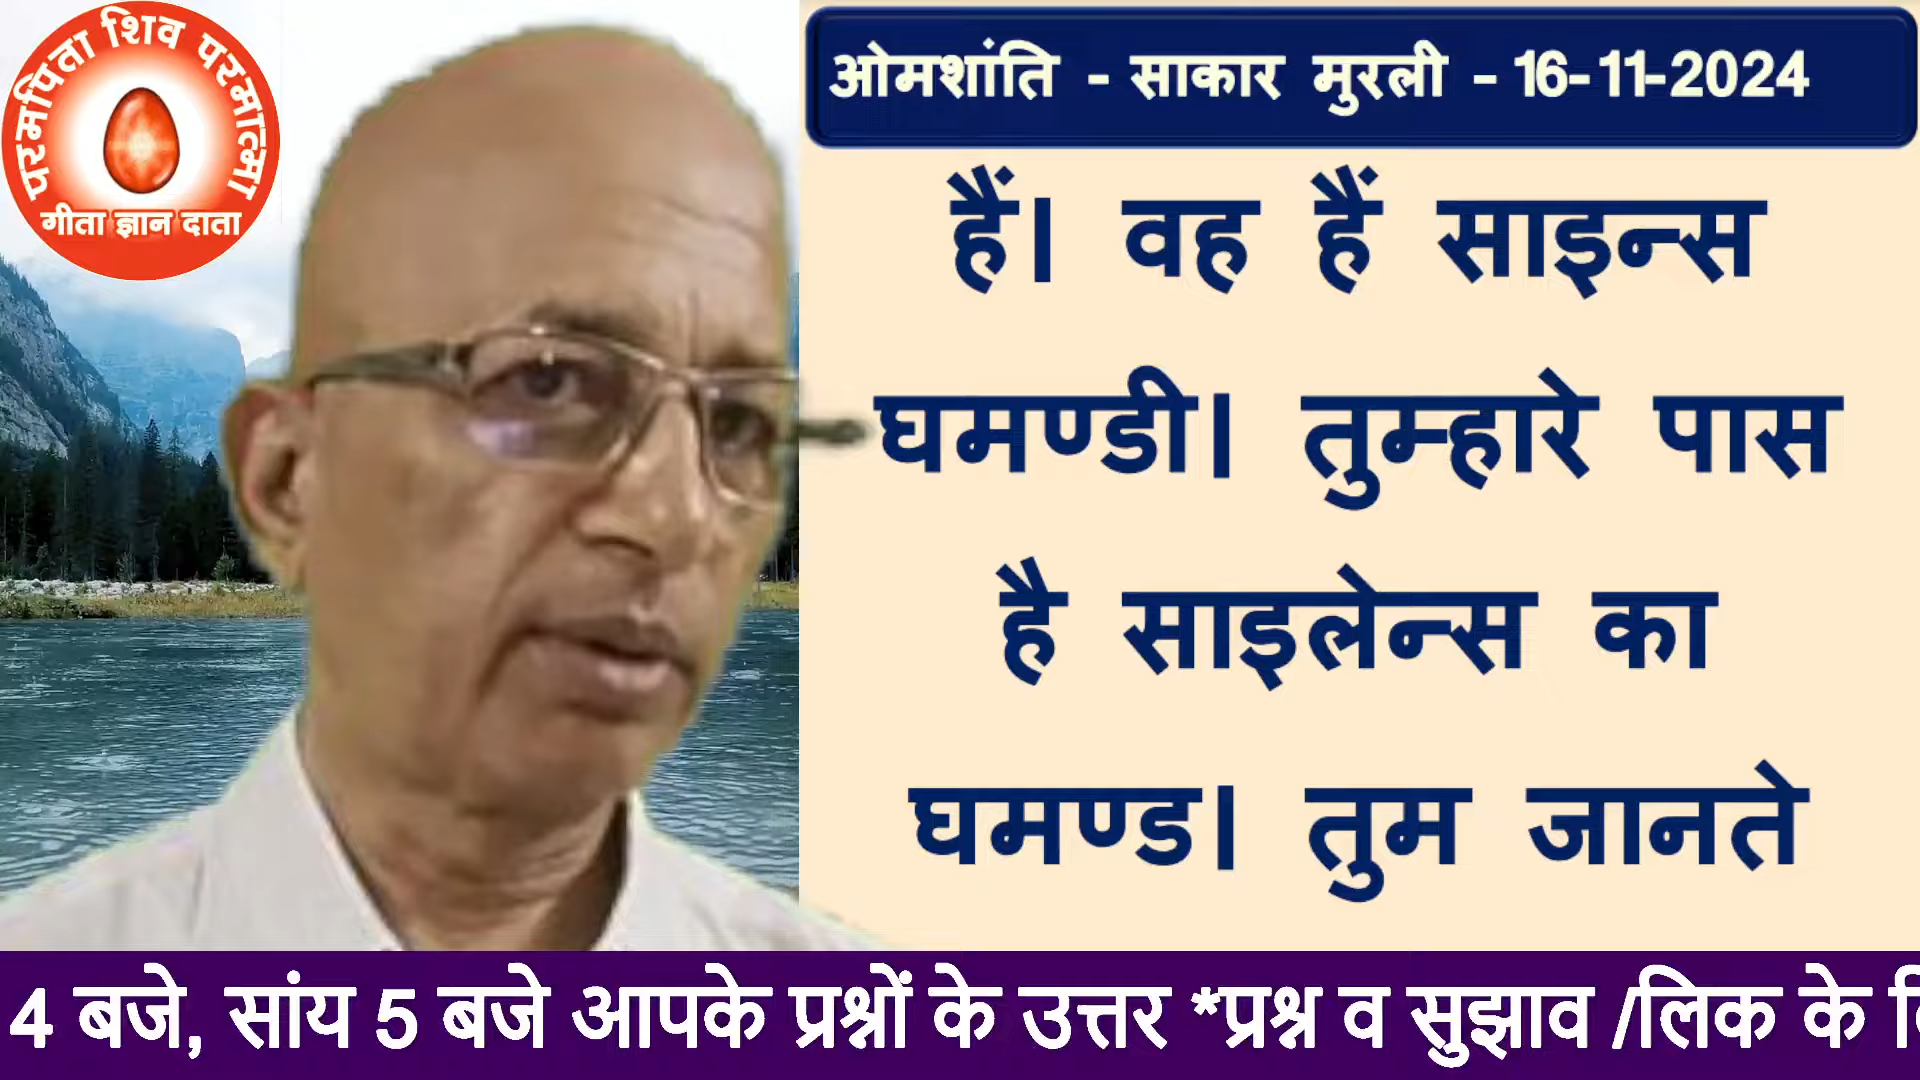 परमपिता शिव परमात्मा
गीता ज्ञान दाता
ओमशांति - साकार मुरली - 16-11-2024
हैं। वह हैं साइन्स
घमण्डी। तुम्हारे पास
है साइलेन्स का
घमण्ड। तुम जानते
4 बजे, सांय 5 बजे आपके प्रश्नों के उत्तर *प्रश्न व सुझाव /लिक के